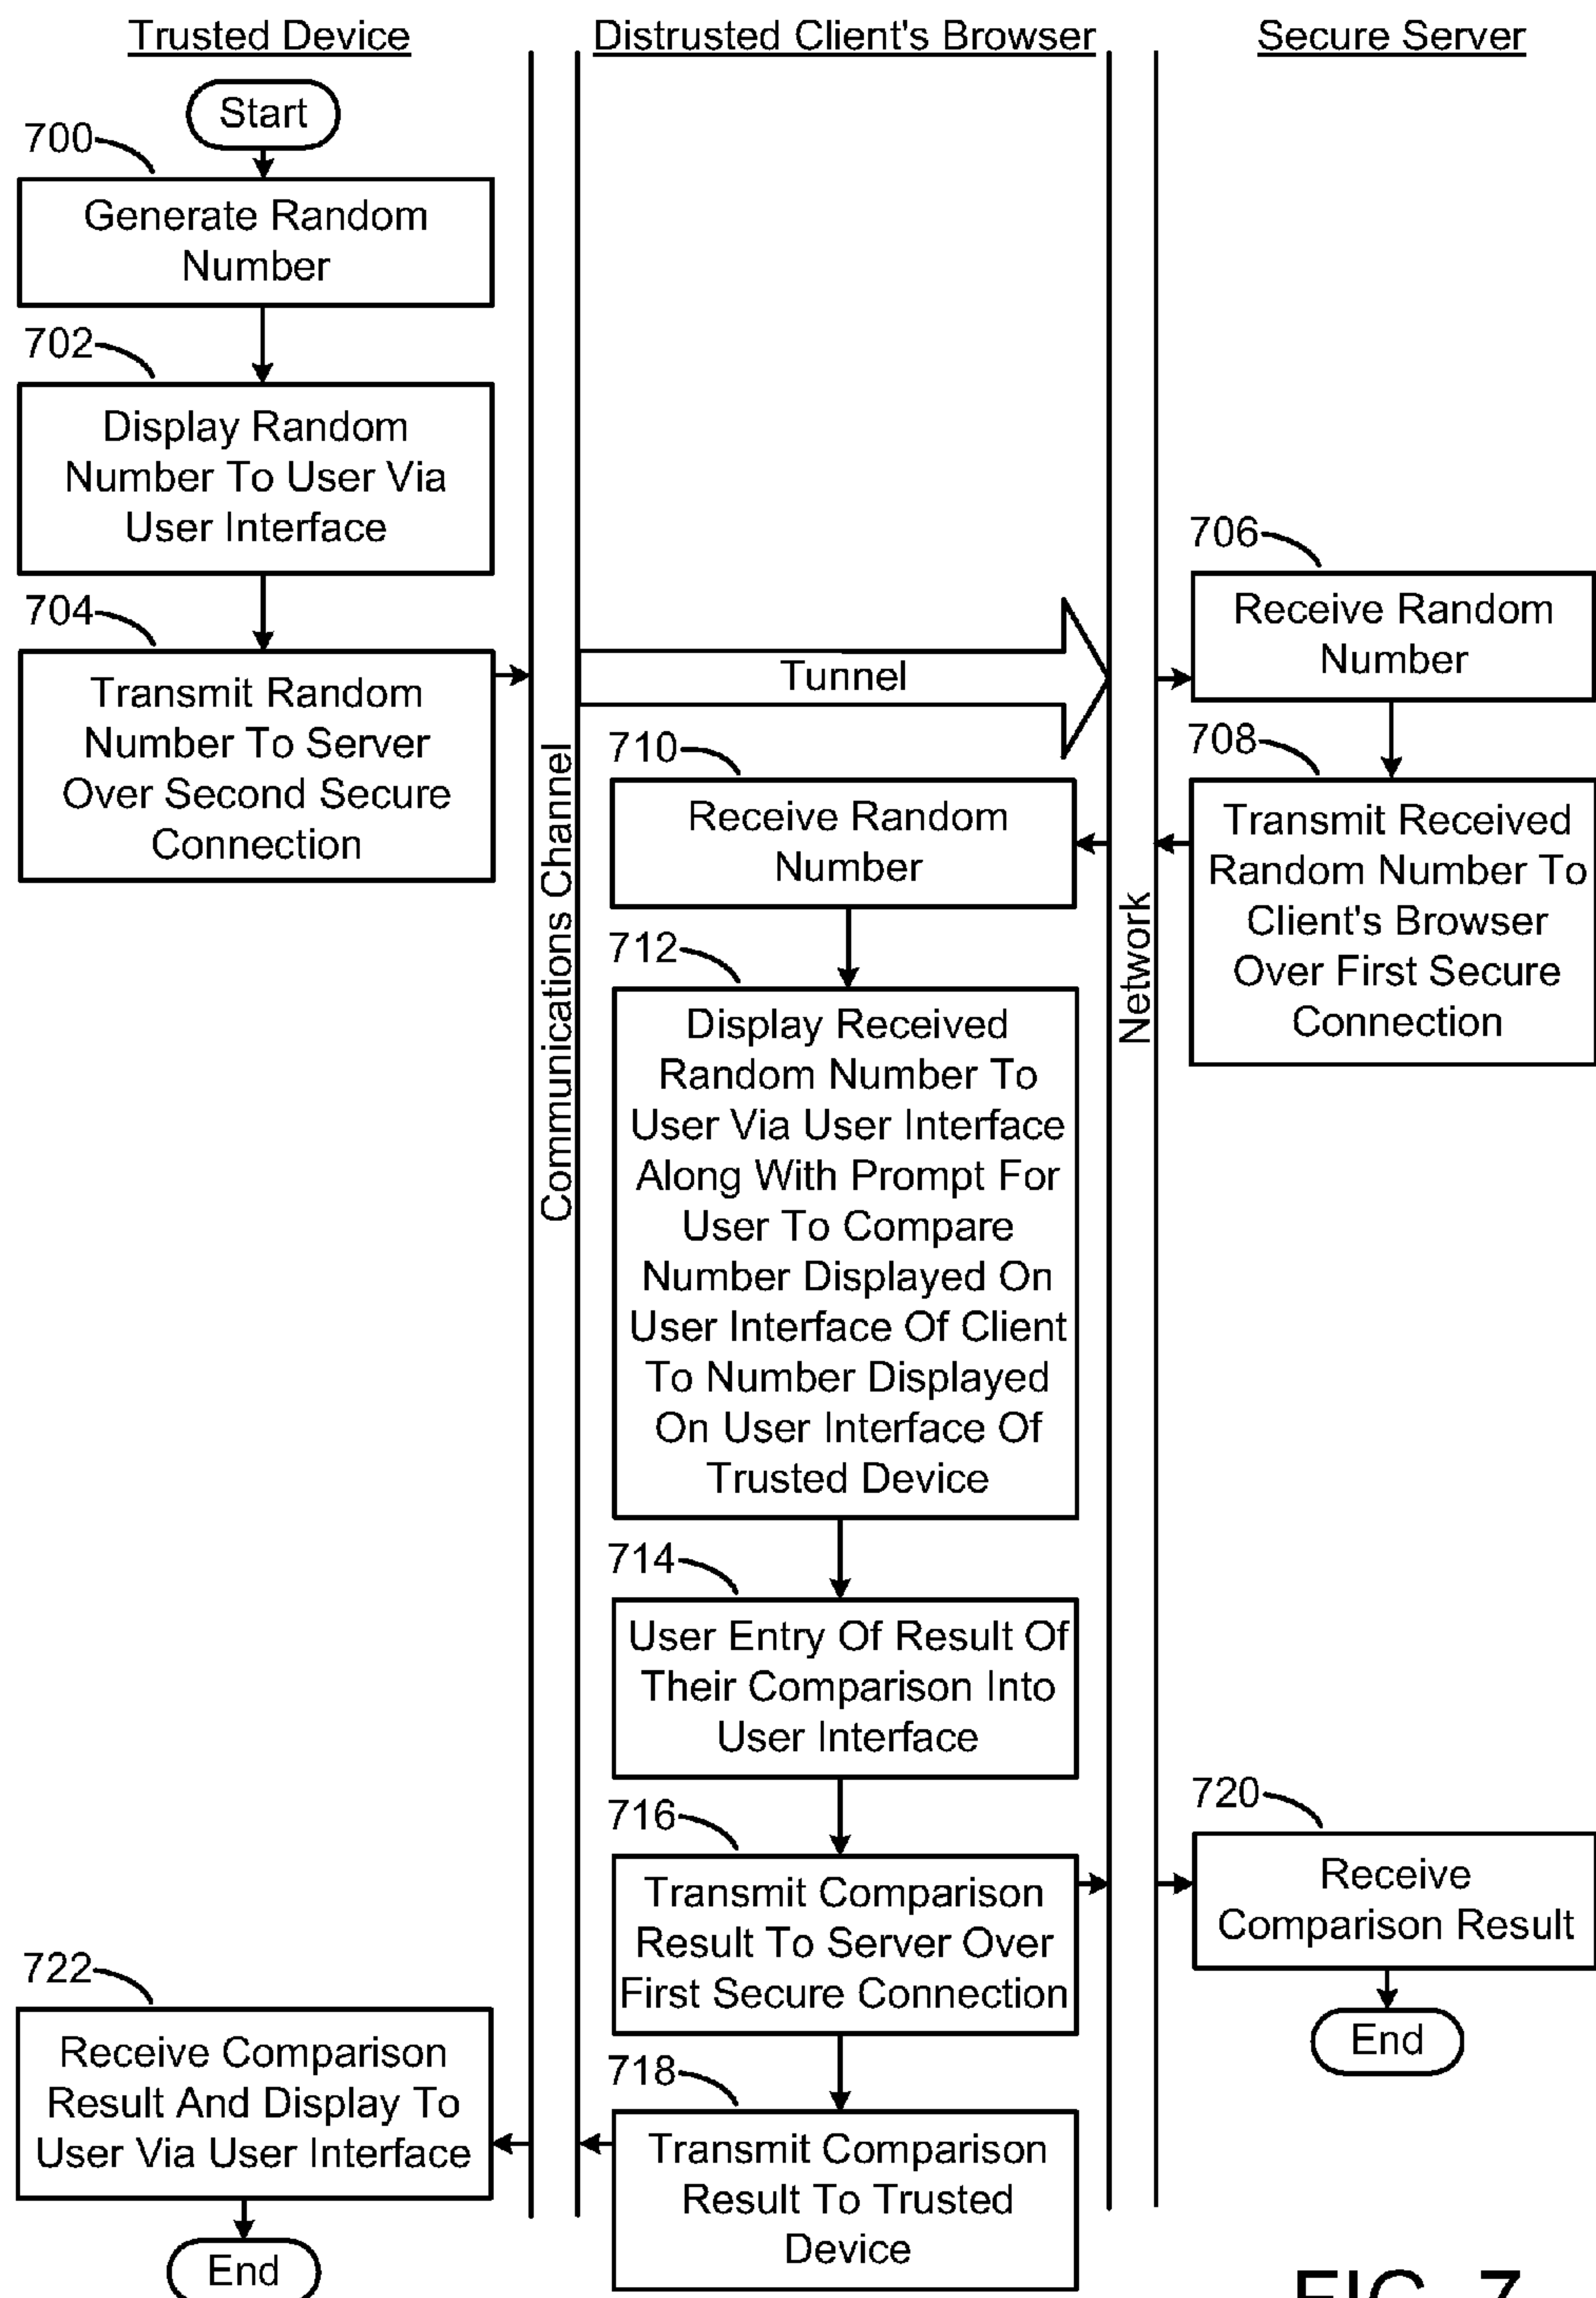 Trusted Device
Distrusted Client's Browser
Secure Server
Start
700
Generate Random
Number
702
Display Random
Number To User Via
User Interface
704
Transmit Random
Number To Server
Over Second Secure
Connection
Communications Channel
Tunnel
Network
706
Receive Random
Number
708
Transmit Received
Random Number To
Client's Browser
Over First Secure
Connection
710
Receive Random
Number
712
Display Received
Random Number To
User Via User Interface
Along With Prompt For
User To Compare
Number Displayed On
User Interface Of Client
To Number Displayed
On User Interface Of
Trusted Device
714
User Entry Of Result Of
Their Comparison Into
User Interface
716
Transmit Comparison
Result To Server Over
First Secure Connection
718
Transmit Comparison
Result To Trusted
Device
720
Receive
Comparison Result
End
722
Receive Comparison
Result And Display To
User Via User Interface
End
FIG. 7